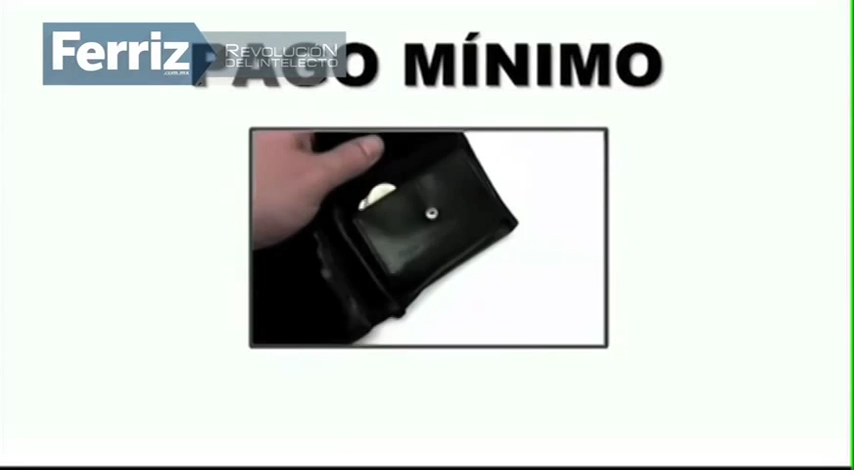 Ferriz
.com.mx
REVOLUCIÓN
DEL INTELECTO
PAGO MÍNIMO